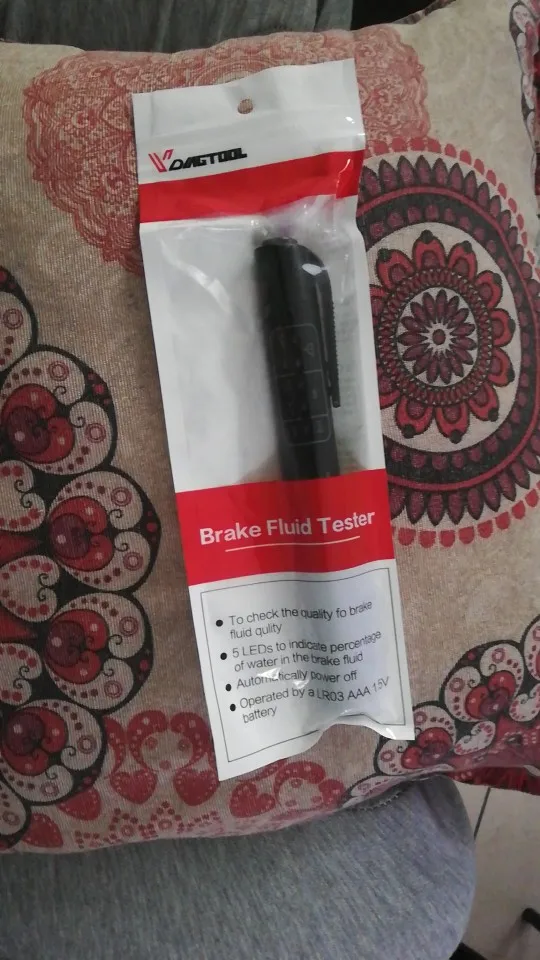 VDIAGTOOL
Brake Fluid Tester
To check the quality fo brake
fluid qulity
5 LEDs to indicate percentage
of water in the brake fluid
Automatically power off
Operated by a LR03 AAA 1.5V
battery